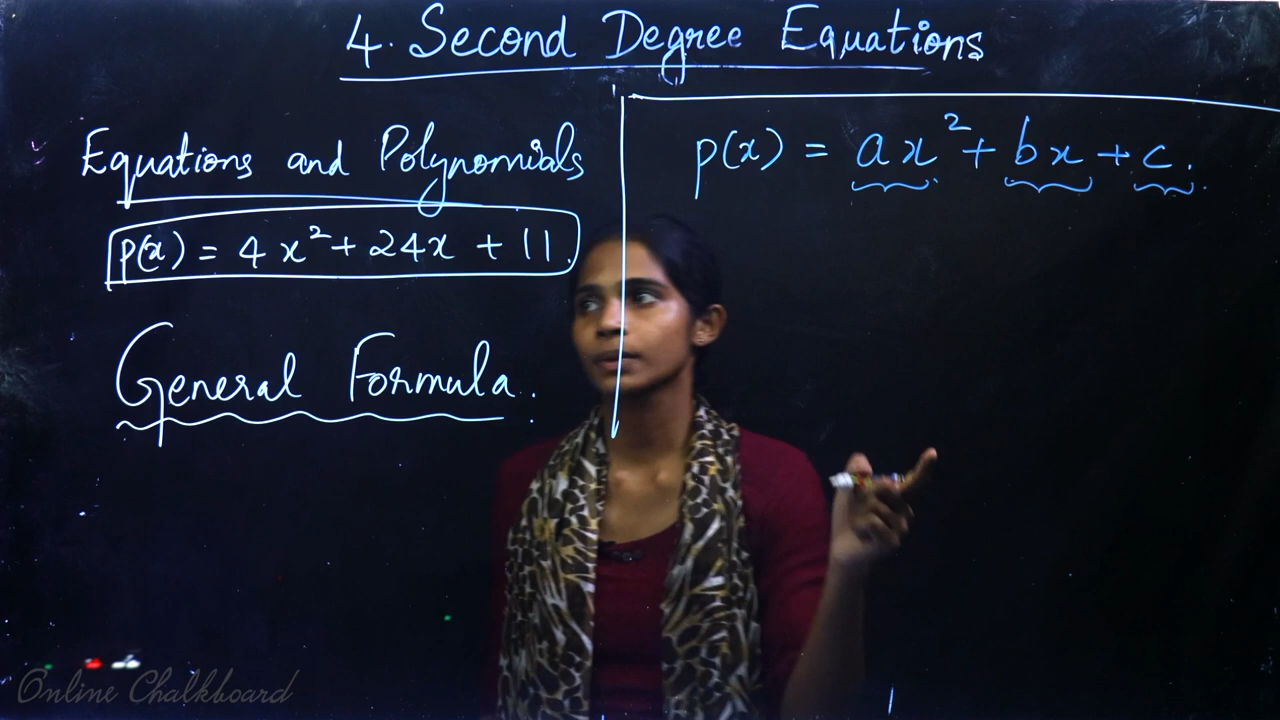 4. Second Degree Equations
Equations and Polynomials
p(x) = 4x² + 24x + 11.
General Formula.
p(x) = ax² + bx + c.
Online Chalkboard